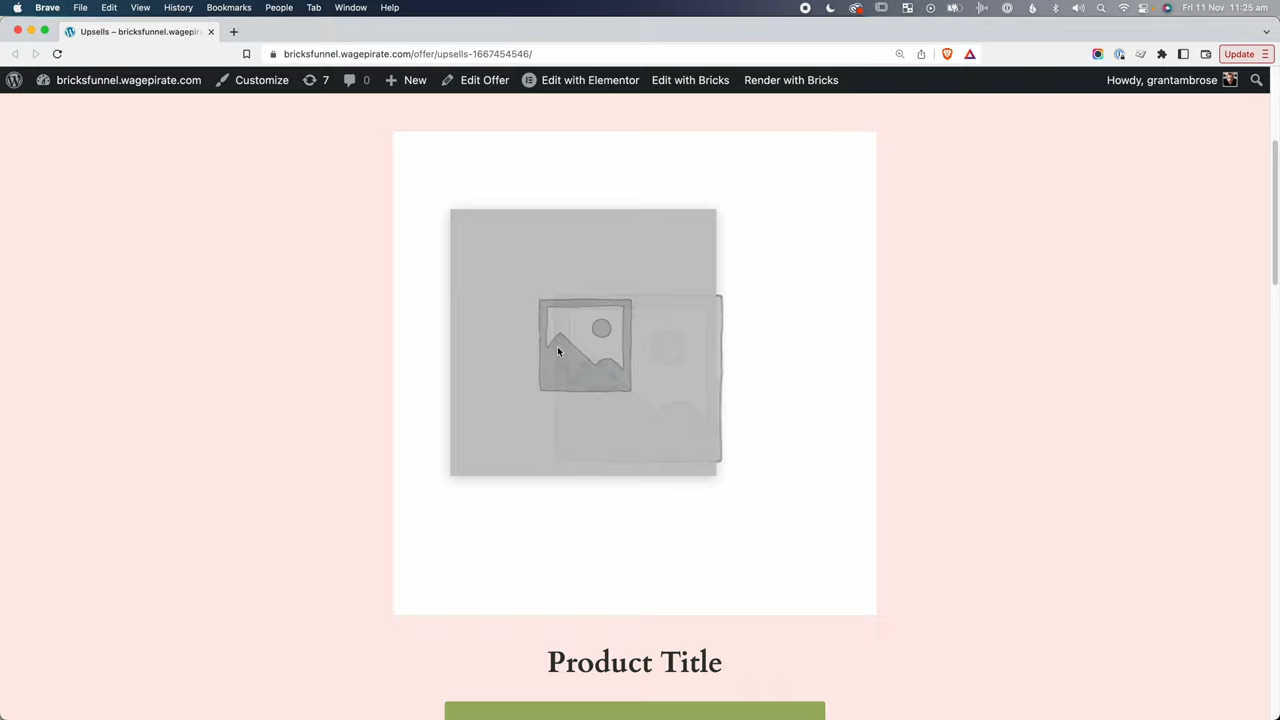 Brave File Edit View History Bookmarks People Tab Window Help Fri 11 Nov 11:25 am
Upsells – bricksfunnel.wagepirat
bricksfunnel.wagepirate.com/offer/upsells-1667454546/ Update
bricksfunnel.wagepirate.com Customize 7 0 New Edit Offer Edit with Elementor Edit with Bricks Render with Bricks Howdy, grantambrose
Product Title